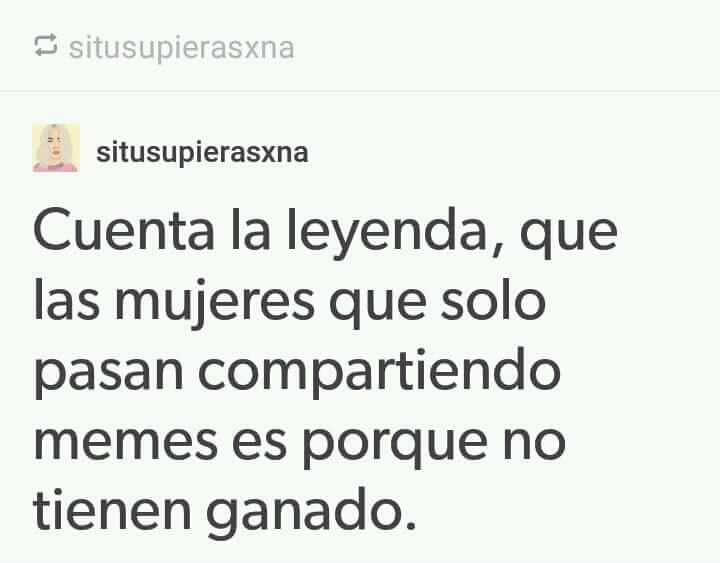 situsupierasxna
situsupierasxna
Cuenta la leyenda, que
las mujeres que solo
pasan compartiendo
memes es porque no
tienen ganado.